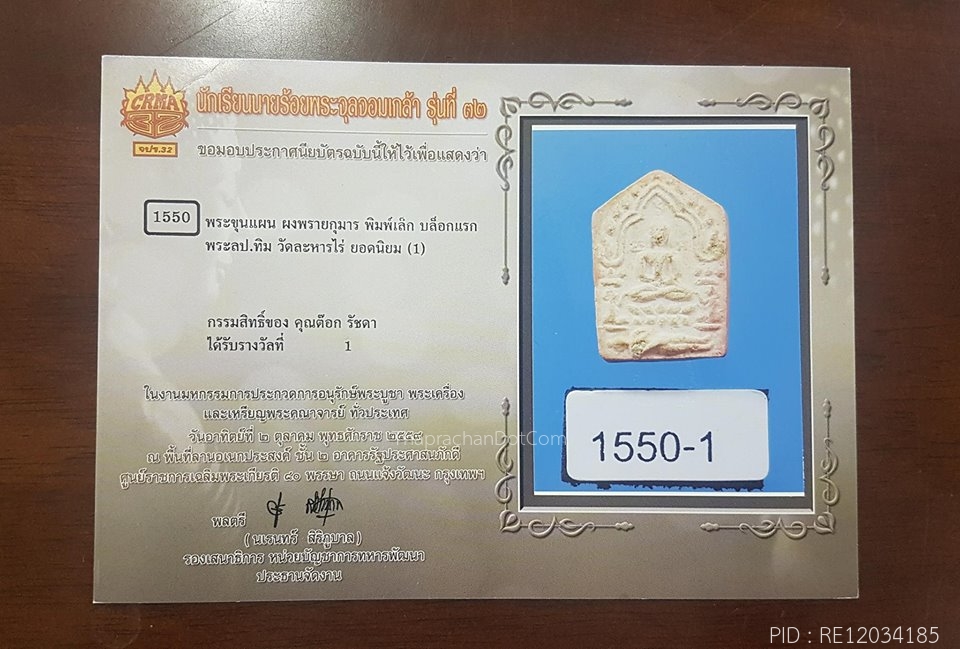 CRMA
32
จปร.32
นักเรียนนายร้อยพระจุลจอมเกล้า รุ่นที่ ๓๒
ขอมอบประกาศนียบัตรฉบับนี้ให้ไว้เพื่อแสดงว่า
1550
พระขุนแผน ผงพรายกุมาร พิมพ์เล็ก บล็อกแรก
พระลป.ทิม วัดละหารไร่ ยอดนิยม (1)
กรรมสิทธิ์ของ คุณต๊อก รัชดา
ได้รับรางวัลที่ 1
ในงานมหกรรมการประกวดการอนุรักษ์พระบูชา พระเครื่อง
และเหรียญพระคณาจารย์ ทั่วประเทศ
วันอาทิตย์ที่ ๒ ตุลาคม พุทธศักราช ๒๕๕๙
ณ พื้นที่ลานอเนกประสงค์ ชั้น ๒ อาคารรัฐประศาสนภักดี
ศูนย์ราชการเฉลิมพระเกียรติ ๘๐ พรรษา ถนนแจ้งวัฒนะ กรุงเทพฯ
พลตรี
(นเรนทร์ สิริภูบาล)
รองเสนาธิการ หน่วยบัญชาการทหารพัฒนา
ประธานจัดงาน
1550-1
ThaprachanDotCom
PID : RE12034185